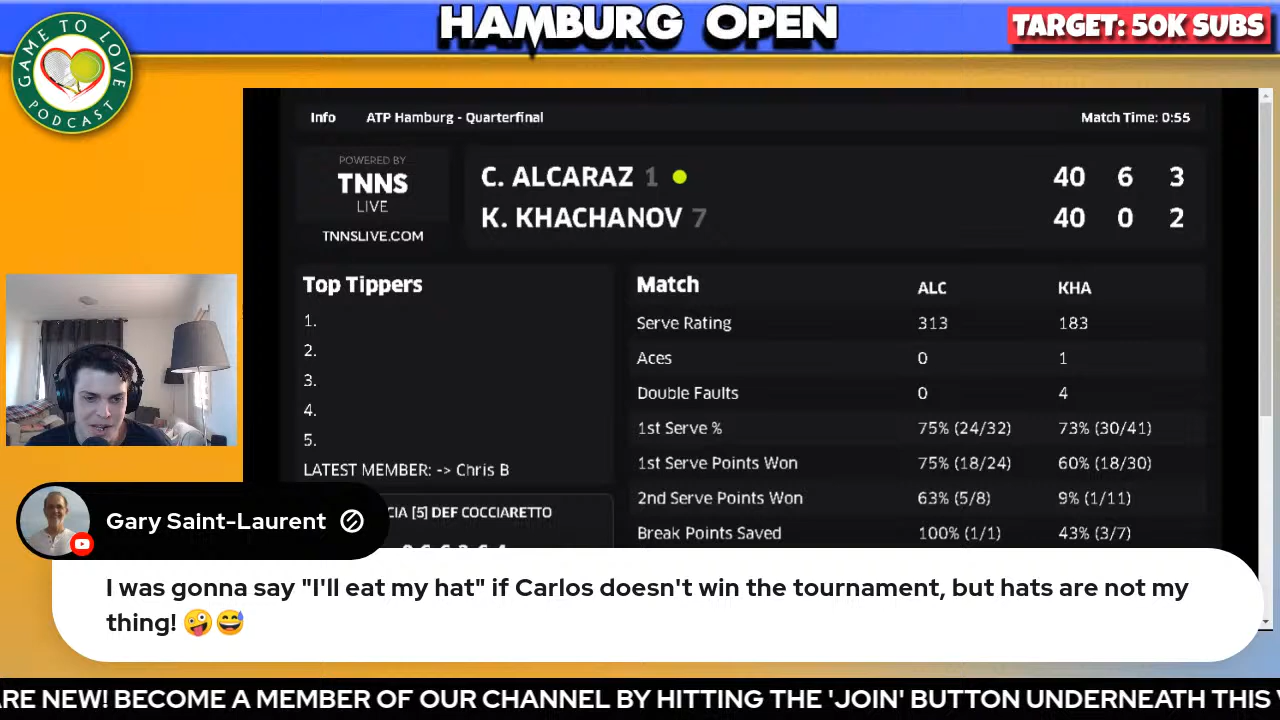 HAMBURG OPEN
TARGET: 50K SUBS
GAME TO LOVE
PODCAST
Info ATP Hamburg - Quarterfinal Match Time: 0:55
POWERED BY
TNNS
LIVE
TNNSLIVE.COM
C. ALCARAZ 1 40 6 3
K. KHACHANOV 7 40 0 2
Top Tippers
1.
2.
3.
4.
5.
LATEST MEMBER: -> Chris B
CIA [5] DEF COCCIARETTO
Match ALC KHA
Serve Rating 313 183
Aces 0 1
Double Faults 0 4
1st Serve % 75% (24/32) 73% (30/41)
1st Serve Points Won 75% (18/24) 60% (18/30)
2nd Serve Points Won 63% (5/8) 9% (1/11)
Break Points Saved 100% (1/1) 43% (3/7)
Gary Saint-Laurent
I was gonna say "I'll eat my hat" if Carlos doesn't win the tournament, but hats are not my
thing! 🤪😅
ARE NEW! BECOME A MEMBER OF OUR CHANNEL BY HITTING THE 'JOIN' BUTTON UNDERNEATH THIS